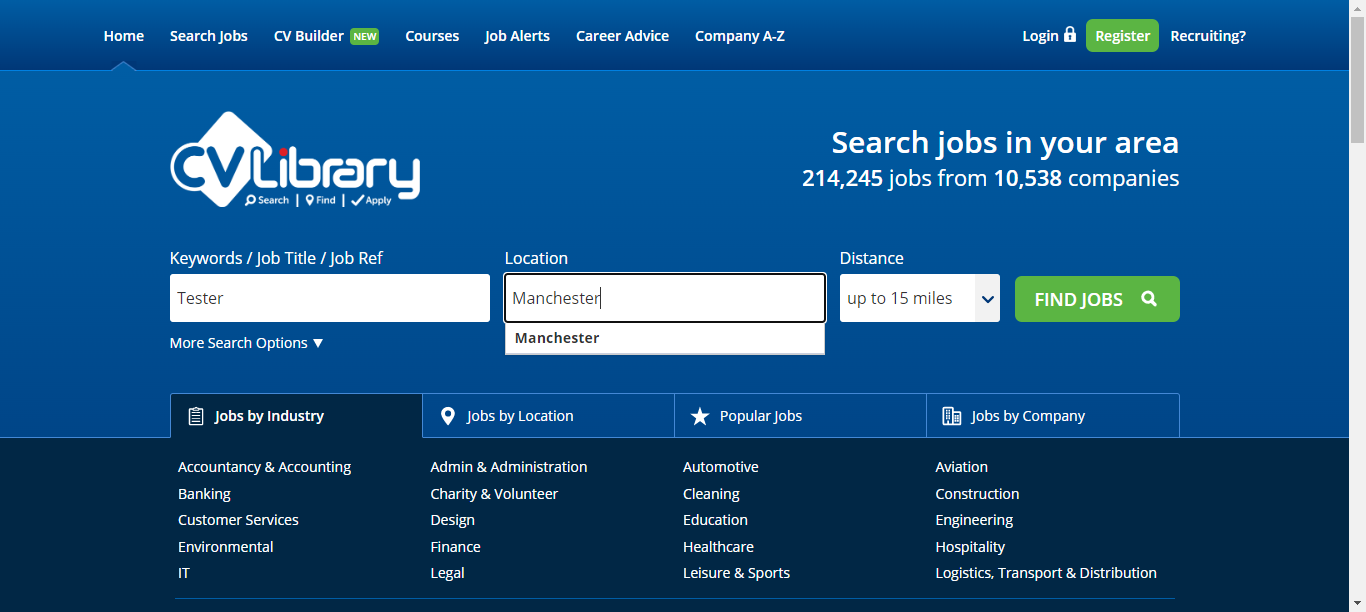 Home Search Jobs CV Builder NEW Courses Job Alerts Career Advice Company A-Z Login Register Recruiting?
CV Library
Search | Find | Apply
Search jobs in your area
214,245 jobs from 10,538 companies
Keywords / Job Title / Job Ref Location Distance
Tester Manchester up to 15 miles FIND JOBS
Manchester
More Search Options ▼
Jobs by Industry Jobs by Location Popular Jobs Jobs by Company
Accountancy & Accounting Admin & Administration Automotive Aviation
Banking Charity & Volunteer Cleaning Construction
Customer Services Design Education Engineering
Environmental Finance Healthcare Hospitality
IT Legal Leisure & Sports Logistics, Transport & Distribution